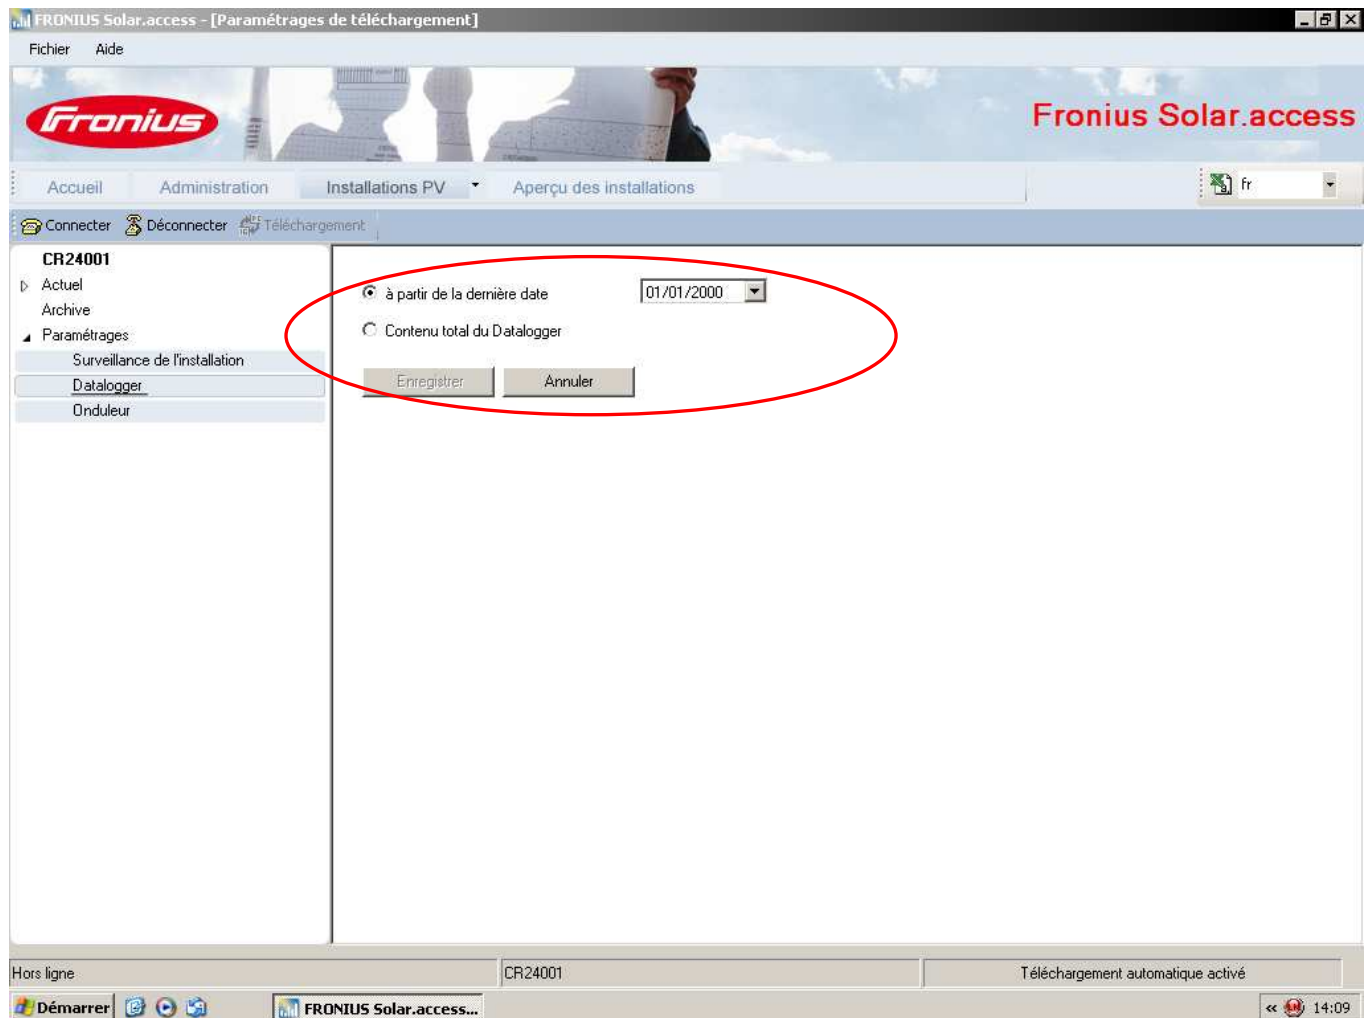 FRONIUS Solar.access - [Paramétrages de téléchargement]
Fichier Aide
Fronius
Fronius Solar.access
Accueil Administration Installations PV Aperçu des installations fr
Connecter Déconnecter Téléchargement
CR24001
Actuel
Archive
Paramétrages
Surveillance de l'installation
Datalogger
Onduleur
à partir de la dernière date 01/01/2000
Contenu total du Datalogger
Enregistrer Annuler
Hors ligne CR24001 Téléchargement automatique activé
Démarrer FRONIUS Solar.access... « 14:09